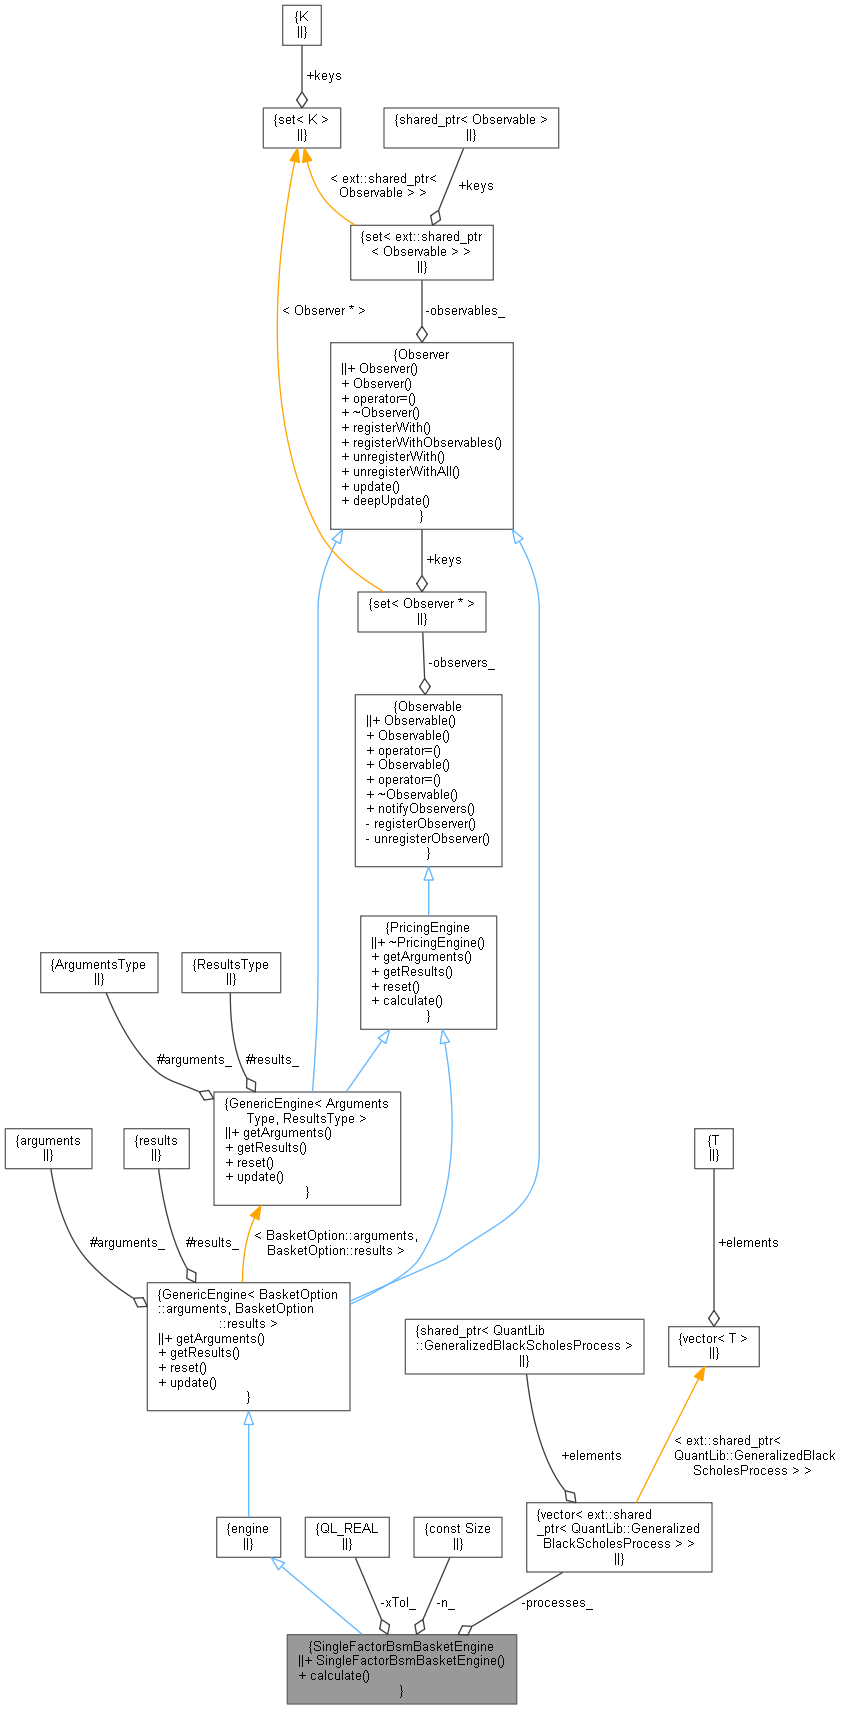 {K
||}
+keys
{set< K >
||}
{shared_ptr< Observable >
||}
< ext::shared_ptr<
Observable > >
+keys
{set< ext::shared_ptr
< Observable > >
||}
< Observer * >
-observables_
{Observer
||+ Observer()
+ Observer()
+ operator=()
+ ~Observer()
+ registerWith()
+ registerWithObservables()
+ unregisterWith()
+ unregisterWithAll()
+ update()
+ deepUpdate()
}
+keys
{set< Observer * >
||}
-observers_
{Observable
||+ Observable()
+ Observable()
+ operator=()
+ Observable()
+ operator=()
+ ~Observable()
+ notifyObservers()
- registerObserver()
- unregisterObserver()
}
{PricingEngine
||+ ~PricingEngine()
+ getArguments()
+ getResults()
+ reset()
+ calculate()
}
{ArgumentsType
||}
{ResultsType
||}
#arguments_
#results_
{GenericEngine< Arguments
Type, ResultsType >
||+ getArguments()
+ getResults()
+ reset()
+ update()
}
{arguments
||}
{results
||}
{T
||}
#arguments_
#results_
< BasketOption::arguments,
BasketOption::results >
+elements
{GenericEngine< BasketOption
::arguments, BasketOption
::results >
||+ getArguments()
+ getResults()
+ reset()
+ update()
}
{shared_ptr< QuantLib
::GeneralizedBlackScholesProcess >
||}
{vector< T >
||}
+elements
< ext::shared_ptr<
QuantLib::GeneralizedBlack
ScholesProcess > >
{engine
||}
{QL_REAL
||}
{const Size
||}
{vector< ext::shared
_ptr< QuantLib::Generalized
BlackScholesProcess > >
||}
-xTol_
-n_
-processes_
{SingleFactorBsmBasketEngine
||+ SingleFactorBsmBasketEngine()
+ calculate()
}